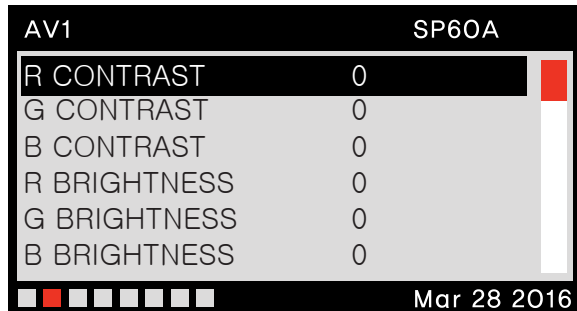 AV1 SP60A
R CONTRAST 0
G CONTRAST 0
B CONTRAST 0
R BRIGHTNESS 0
G BRIGHTNESS 0
B BRIGHTNESS 0
Mar 28 2016